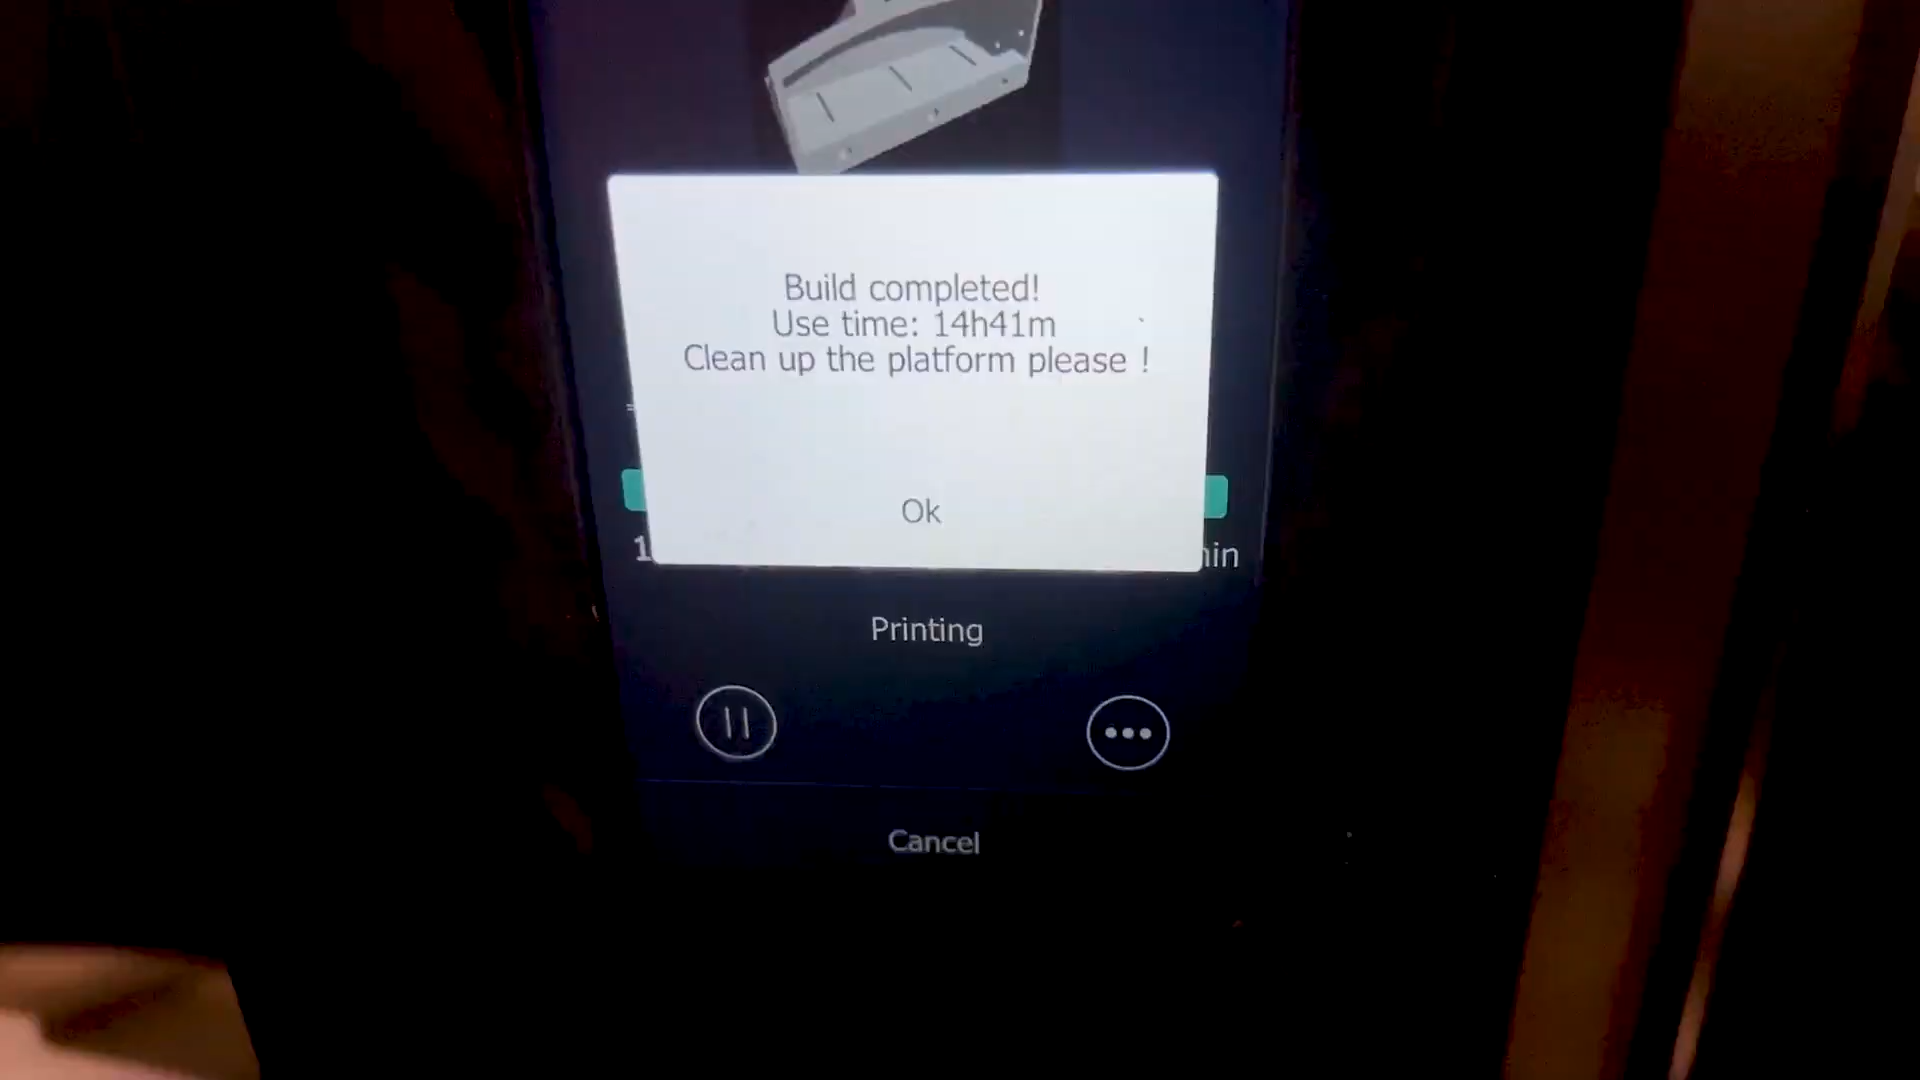 Build completed!
Use time: 14h41m
Clean up the platform please !
Ok
Printing
Cancel